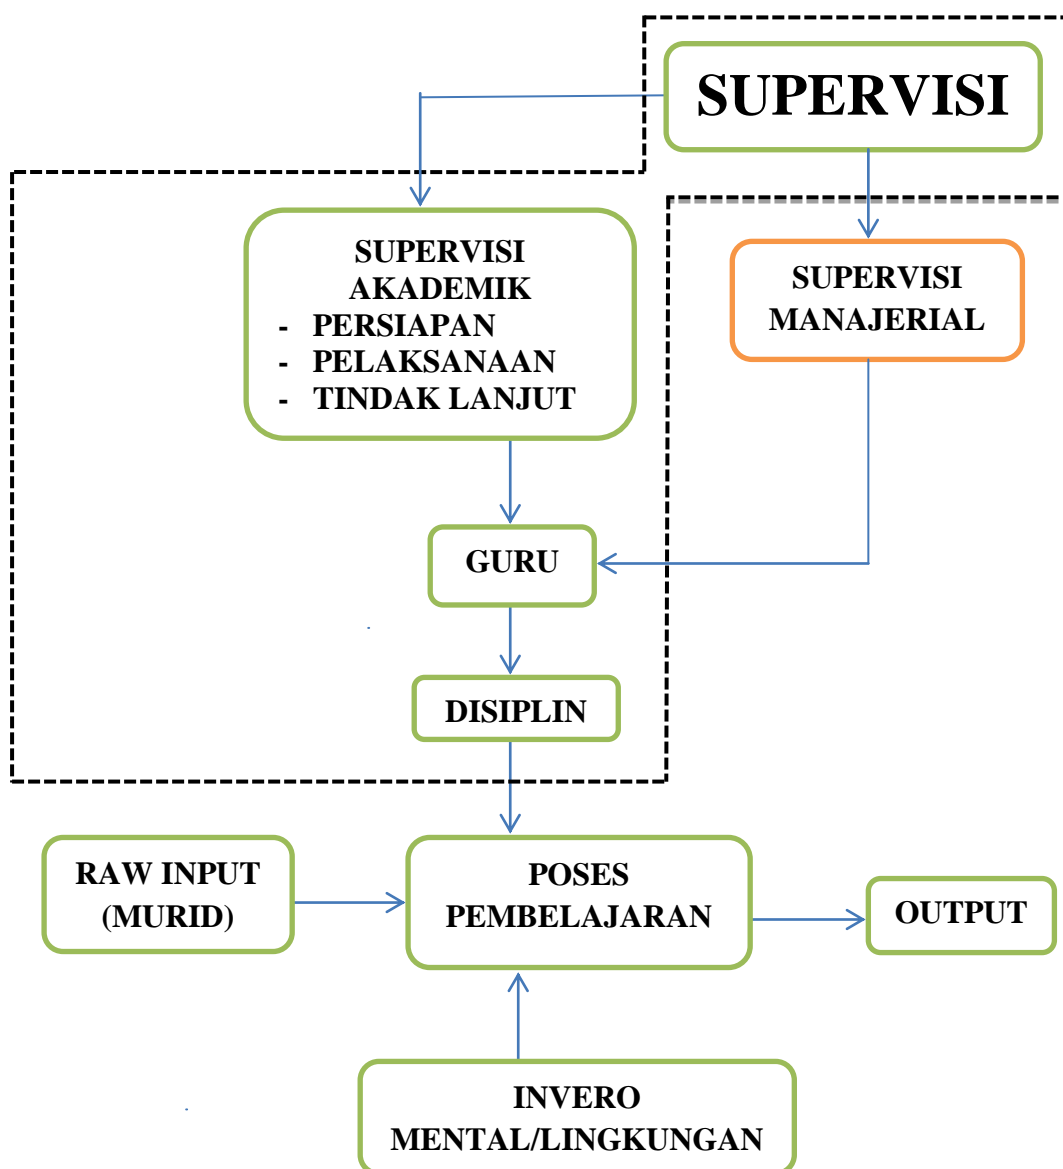 SUPERVISI
SUPERVISI
AKADEMIK
- PERSIAPAN
- PELAKSANAAN
- TINDAK LANJUT
SUPERVISI
MANAJERIAL
GURU
DISIPLIN
RAW INPUT
(MURID)
POSES
PEMBELAJARAN
OUTPUT
INVERO
MENTAL/LINGKUNGAN